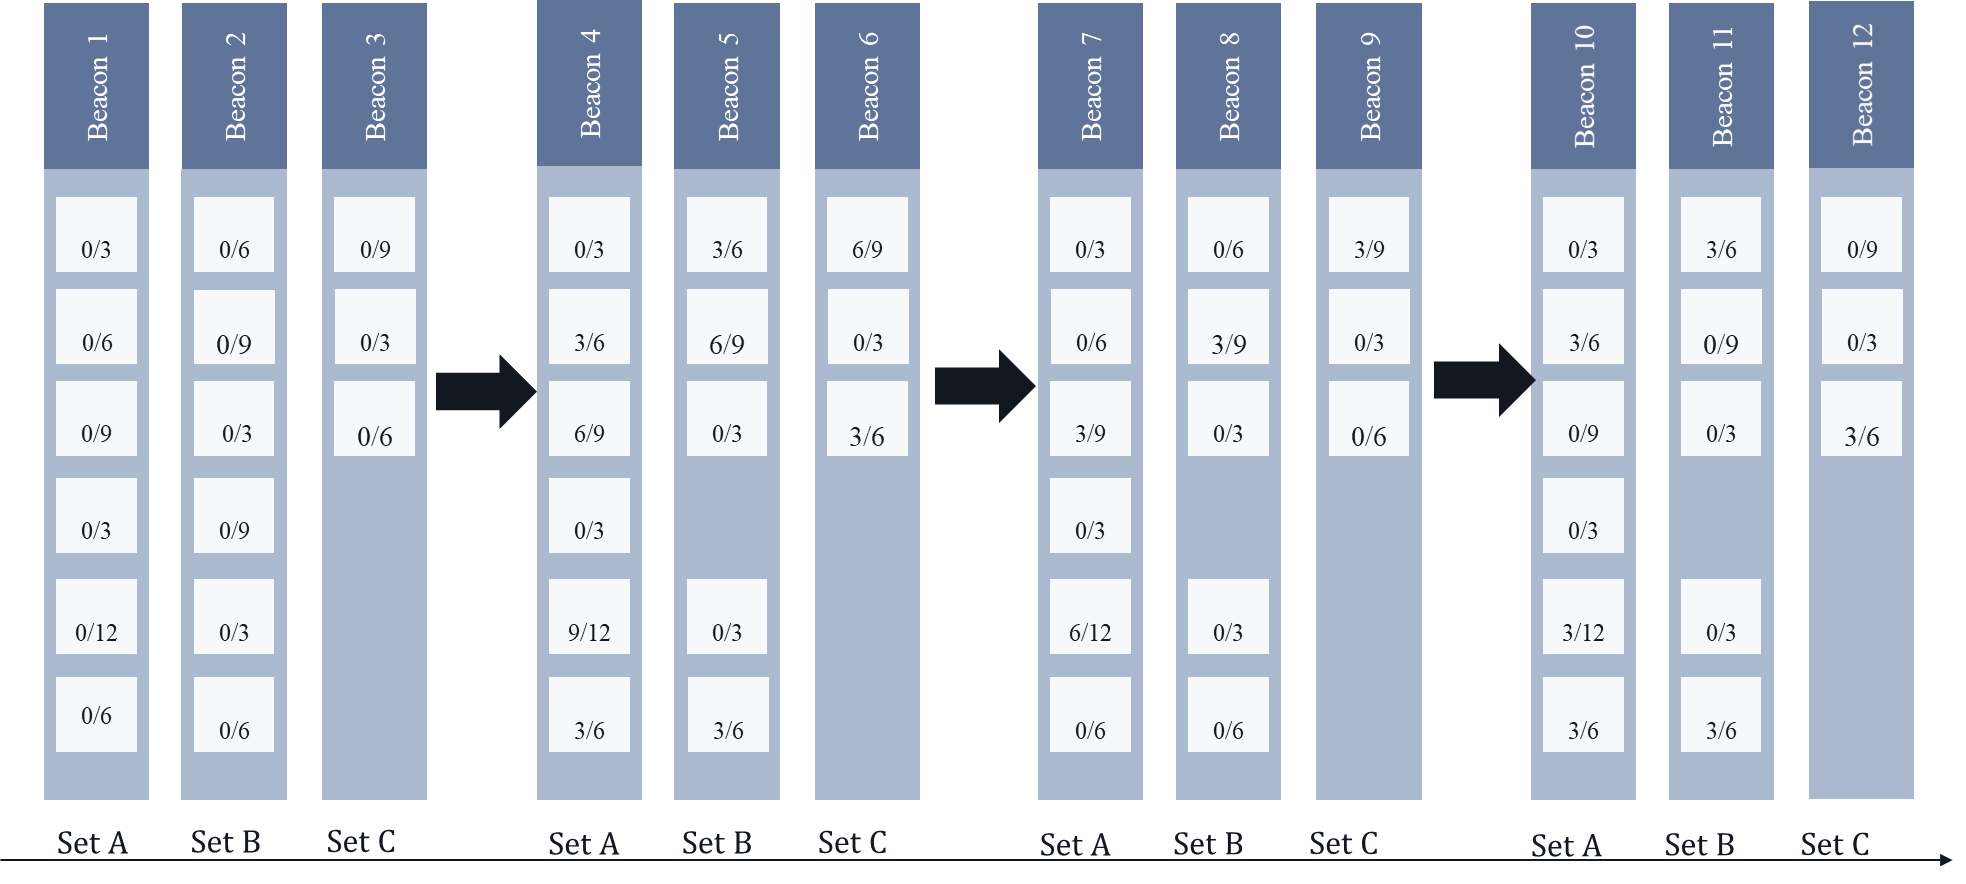 Beacon 1
Beacon 2
Beacon 3
Beacon 4
Beacon 5
Beacon 6
Beacon 7
Beacon 8
Beacon 9
Beacon 10
Beacon 11
Beacon 12
0/3 0/6 0/9 0/3 3/6 6/9 0/3 0/6 3/9 0/3 3/6 0/9
0/6 0/9 0/3 3/6 6/9 0/3 0/6 3/9 0/3 3/6 0/9 0/3
0/9 0/3 0/6 6/9 0/3 3/6 3/9 0/3 0/6 0/9 0/3 3/6
0/3 0/9 0/3 0/3 0/3
0/12 0/3 9/12 0/3 6/12 0/3 3/12 0/3
0/6 0/6 3/6 3/6 0/6 0/6 3/6 3/6
Set A Set B Set C Set A Set B Set C Set A Set B Set C Set A Set B Set C